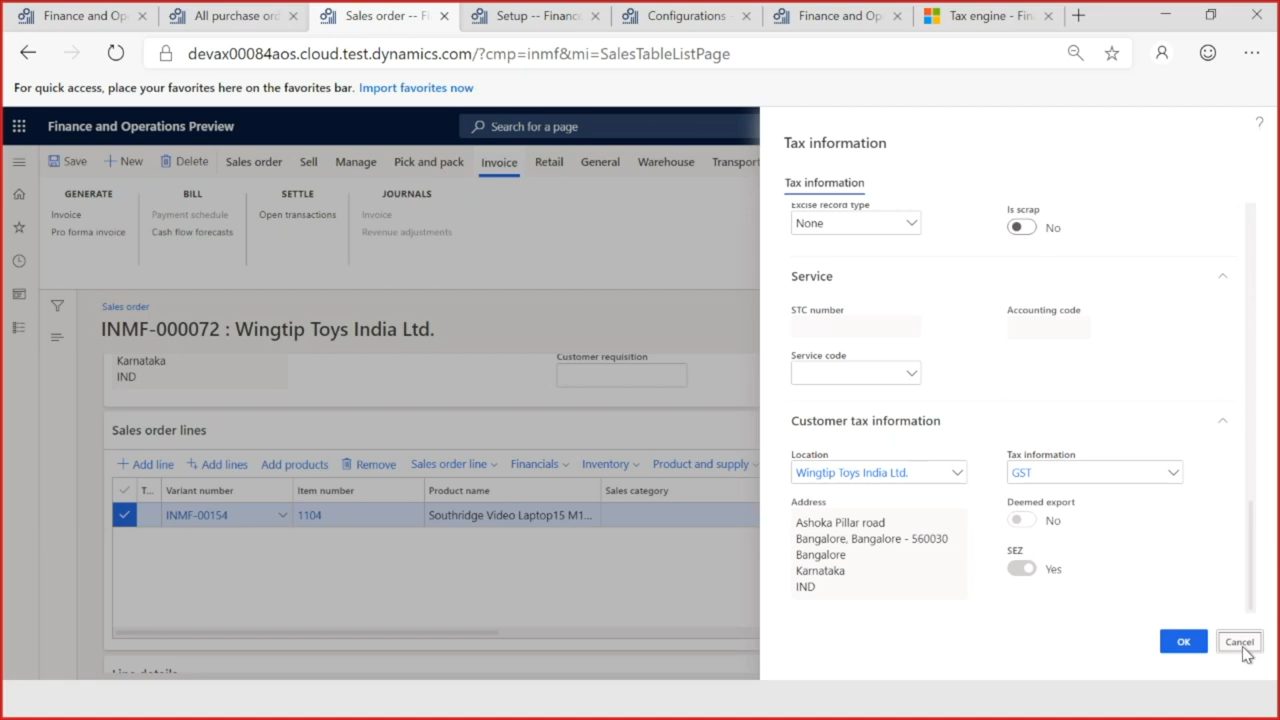 Finance and Op
All purchase ord
Sales order -- Fi
Setup -- Financ
Configurations -
Finance and Op
Tax engine - Fin
devax00084aos.cloud.test.dynamics.com/?cmp=inmf&mi=SalesTableListPage
For quick access, place your favorites here on the favorites bar. Import favorites now
Finance and Operations Preview
Search for a page
Save New Delete Sales order Sell Manage Pick and pack Invoice Retail General Warehouse Transport
GENERATE
Invoice
Pro forma invoice
BILL
Payment schedule
Cash flow forecasts
SETTLE
Open transactions
JOURNALS
Invoice
Revenue adjustments
Sales order
INMF-000072 : Wingtip Toys India Ltd.
Karnataka
IND
Customer requisition
Sales order lines
Add line Add lines Add products Remove Sales order line Financials Inventory Product and supply
T... Variant number Item number Product name Sales category
INMF-00154 1104 Southridge Video Laptop15 M1...
Line details
?
Tax information
Tax information
Excise record type
None
Is scrap
No
Service
STC number
Accounting code
Service code
Customer tax information
Location
Wingtip Toys India Ltd.
Tax information
GST
Address
Ashoka Pillar road
Bangalore, Bangalore - 560030
Bangalore
Karnataka
IND
Deemed export
No
SEZ
Yes
OK
Cancel